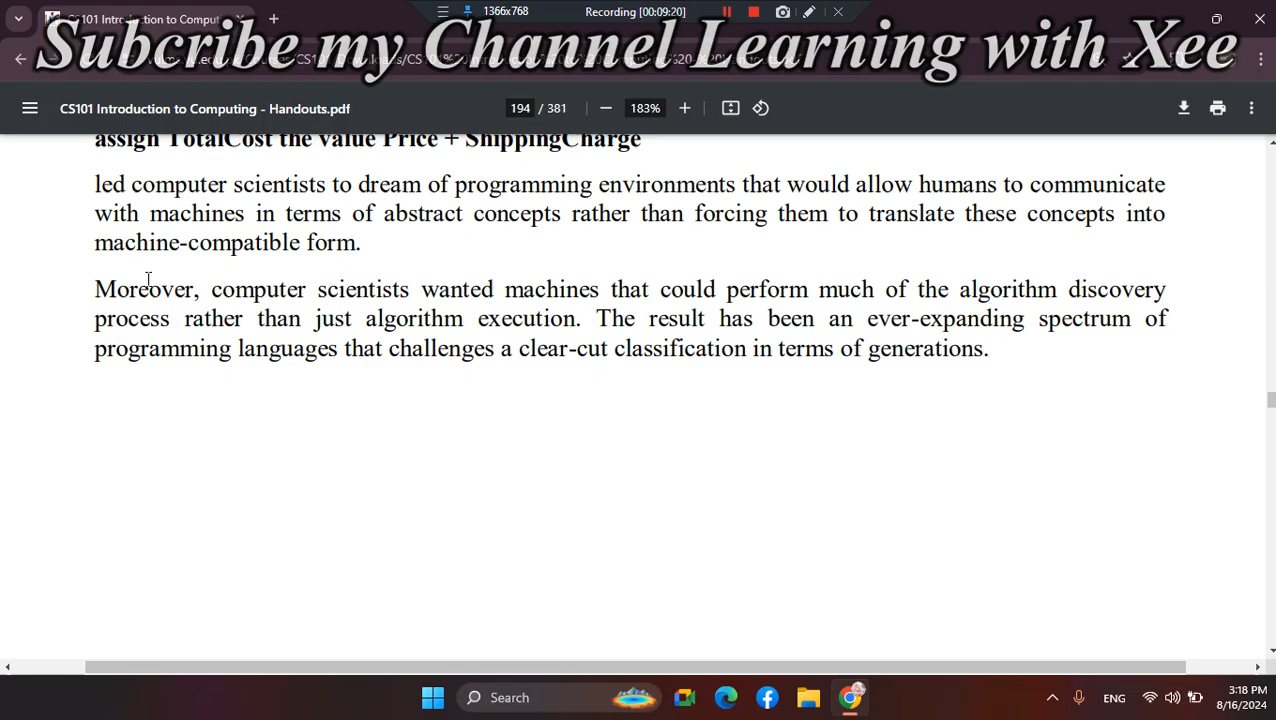 CS101 Introduction to Comput
1366x768
Recording [00:09:20]
Subcribe my Channel Learning with Xee
CS101 Introduction to Computing - Handouts.pdf
194 / 381
183%
assign TotalCost the value Price + ShippingCharge
led computer scientists to dream of programming environments that would allow humans to communicate
with machines in terms of abstract concepts rather than forcing them to translate these concepts into
machine-compatible form.
Moreover, computer scientists wanted machines that could perform much of the algorithm discovery
process rather than just algorithm execution. The result has been an ever-expanding spectrum of
programming languages that challenges a clear-cut classification in terms of generations.
Search
ENG
3:18 PM
8/16/2024